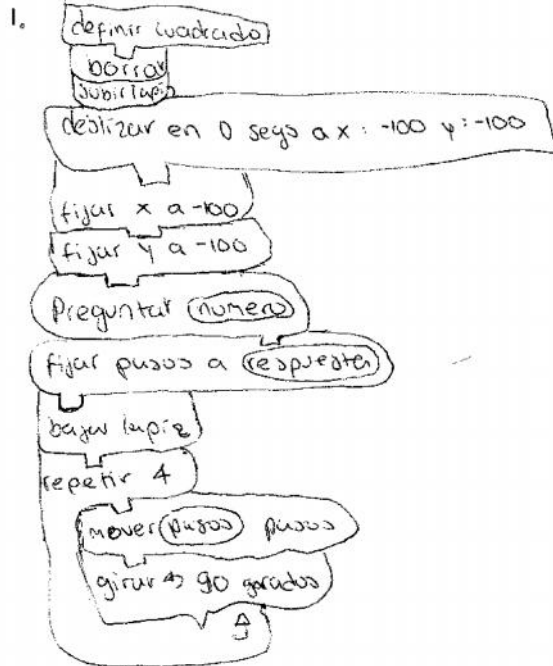 1.
definir cuadrado
borrar
subir lapiz
deslizar en 0 segs a x: -100 y: -100
fijar x a -100
fijar y a -100
Preguntar numero
fijar pasos a respuesta
bajar lapiz
repetir 4
mover pasos pasos
girar ↺ 90 garados